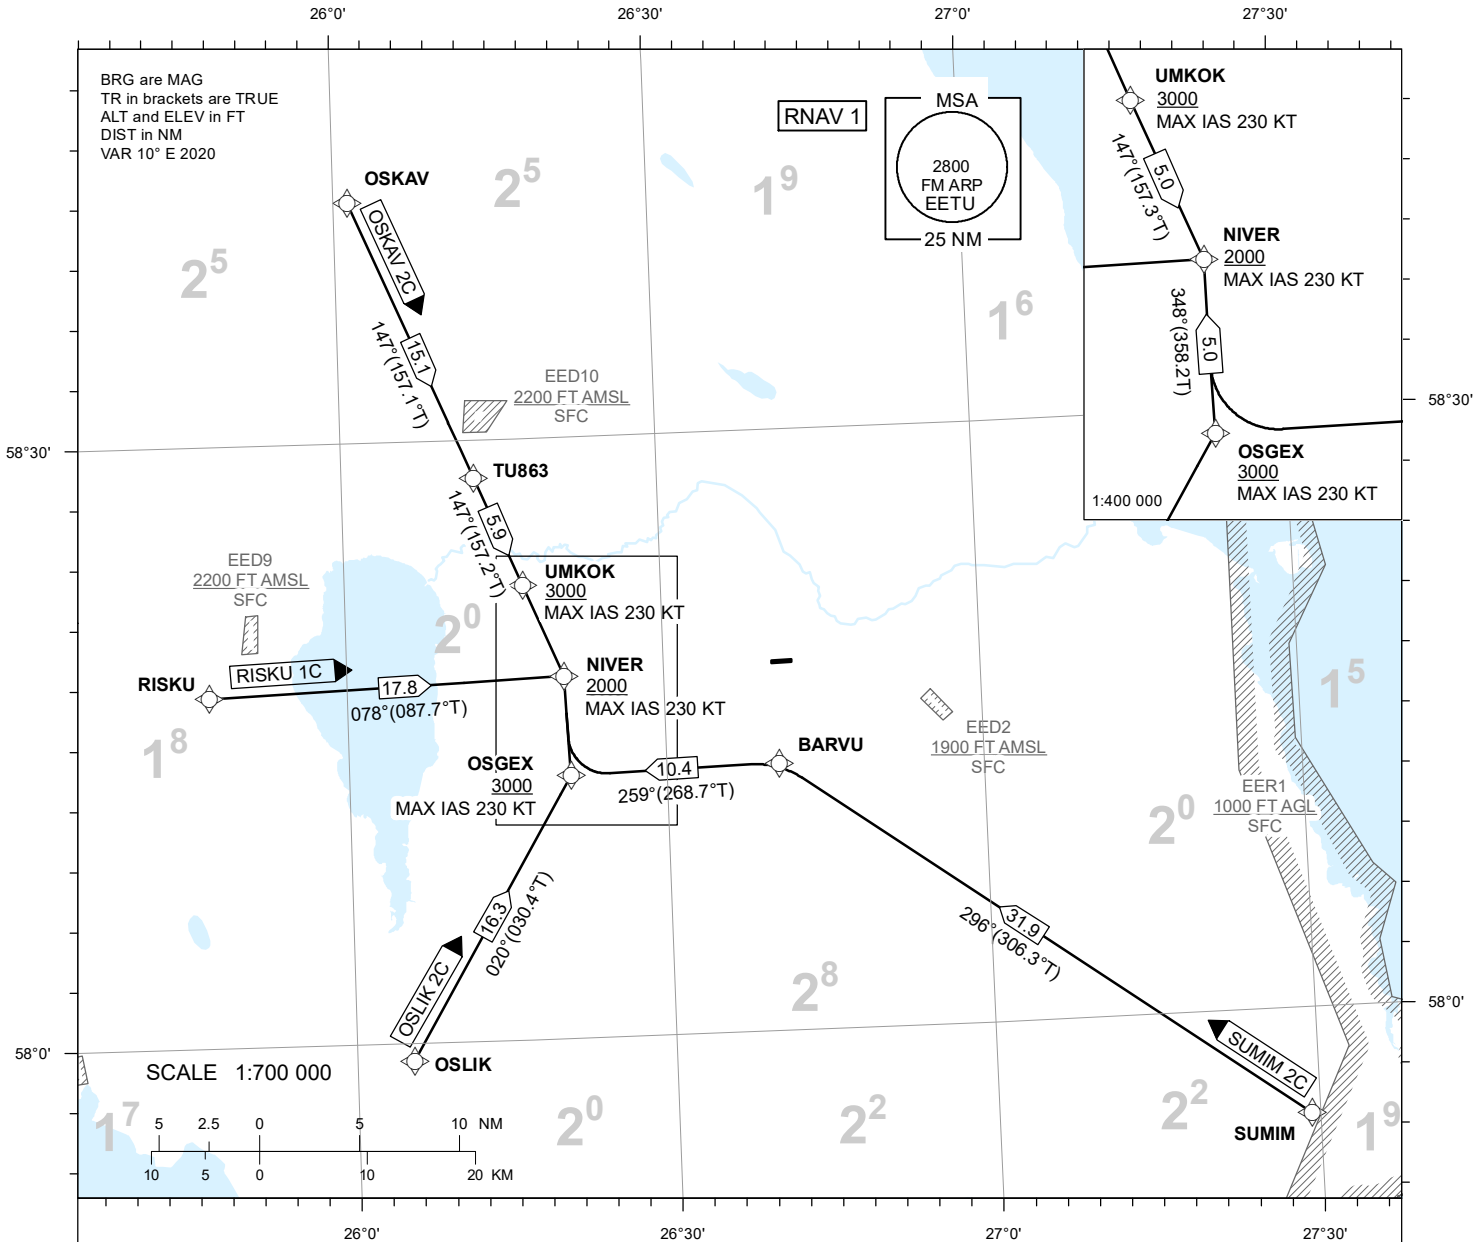 26°0'
26°30'
27°0'
27°30'
BRG are MAG
TR in brackets are TRUE
ALT and ELEV in FT
DIST in NM
VAR 10° E 2020
RNAV 1
MSA
2800
FM ARP
EETU
25 NM
UMKOK
3000
MAX IAS 230 KT
147°(157.3°T)
5.0
NIVER
2000
MAX IAS 230 KT
348°(358.2T)
5.0
OSGEX
3000
MAX IAS 230 KT
1:400 000
OSKAV
OSKAV 2C
2⁵
1⁹
2⁵
1⁶
15.1
147°(157.1°T)
EED10
2200 FT AMSL
SFC
58°30'
58°30'
TU863
5.9
147°(157.2°T)
EED9
2200 FT AMSL
SFC
UMKOK
3000
MAX IAS 230 KT
2⁰
RISKU
RISKU 1C
17.8
078°(087.7°T)
NIVER
2000
MAX IAS 230 KT
1⁵
1⁸
EED2
1900 FT AMSL
SFC
BARVU
OSGEX
3000
MAX IAS 230 KT
10.4
259°(268.7°T)
EER1
1000 FT AGL
SFC
2⁰
16.3
020°(030.4°T)
OSLIK 2C
31.9
296°(306.3°T)
2⁸
58°0'
58°0'
OSLIK
SUMIM 2C
SCALE 1:700 000
1⁷
2⁰
2²
2²
1⁹
SUMIM
5 2.5 0 5 10 NM
10 5 0 10 20 KM
26°0'
26°30'
27°0'
27°30'